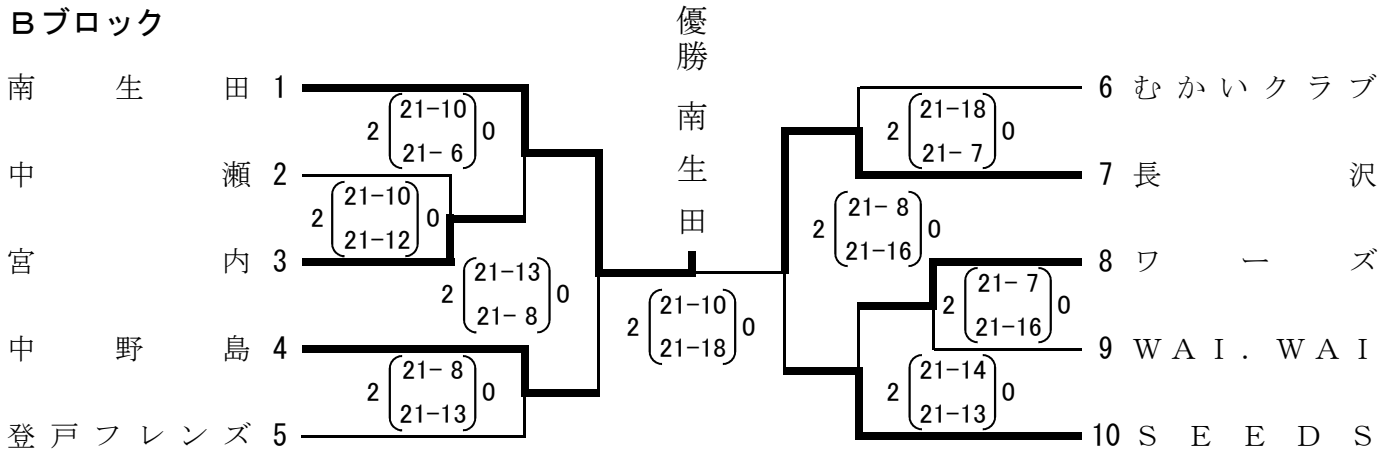 Bブロック
優勝 南生田
南生田 1
2 (21-10 21- 6) 0
中瀬 2
2 (21-10 21-12) 0
宮内 3
2 (21-13 21- 8) 0
中野島 4
2 (21- 8 21-13) 0
登戸フレンズ 5
2 (21-10 21-18) 0
6 むかいクラブ
2 (21-18 21- 7) 0
7 長沢
2 (21- 8 21-16) 0
8 ワーズ
2 (21- 7 21-16) 0
9 WAI.WAI
2 (21-14 21-13) 0
10 SEEDS